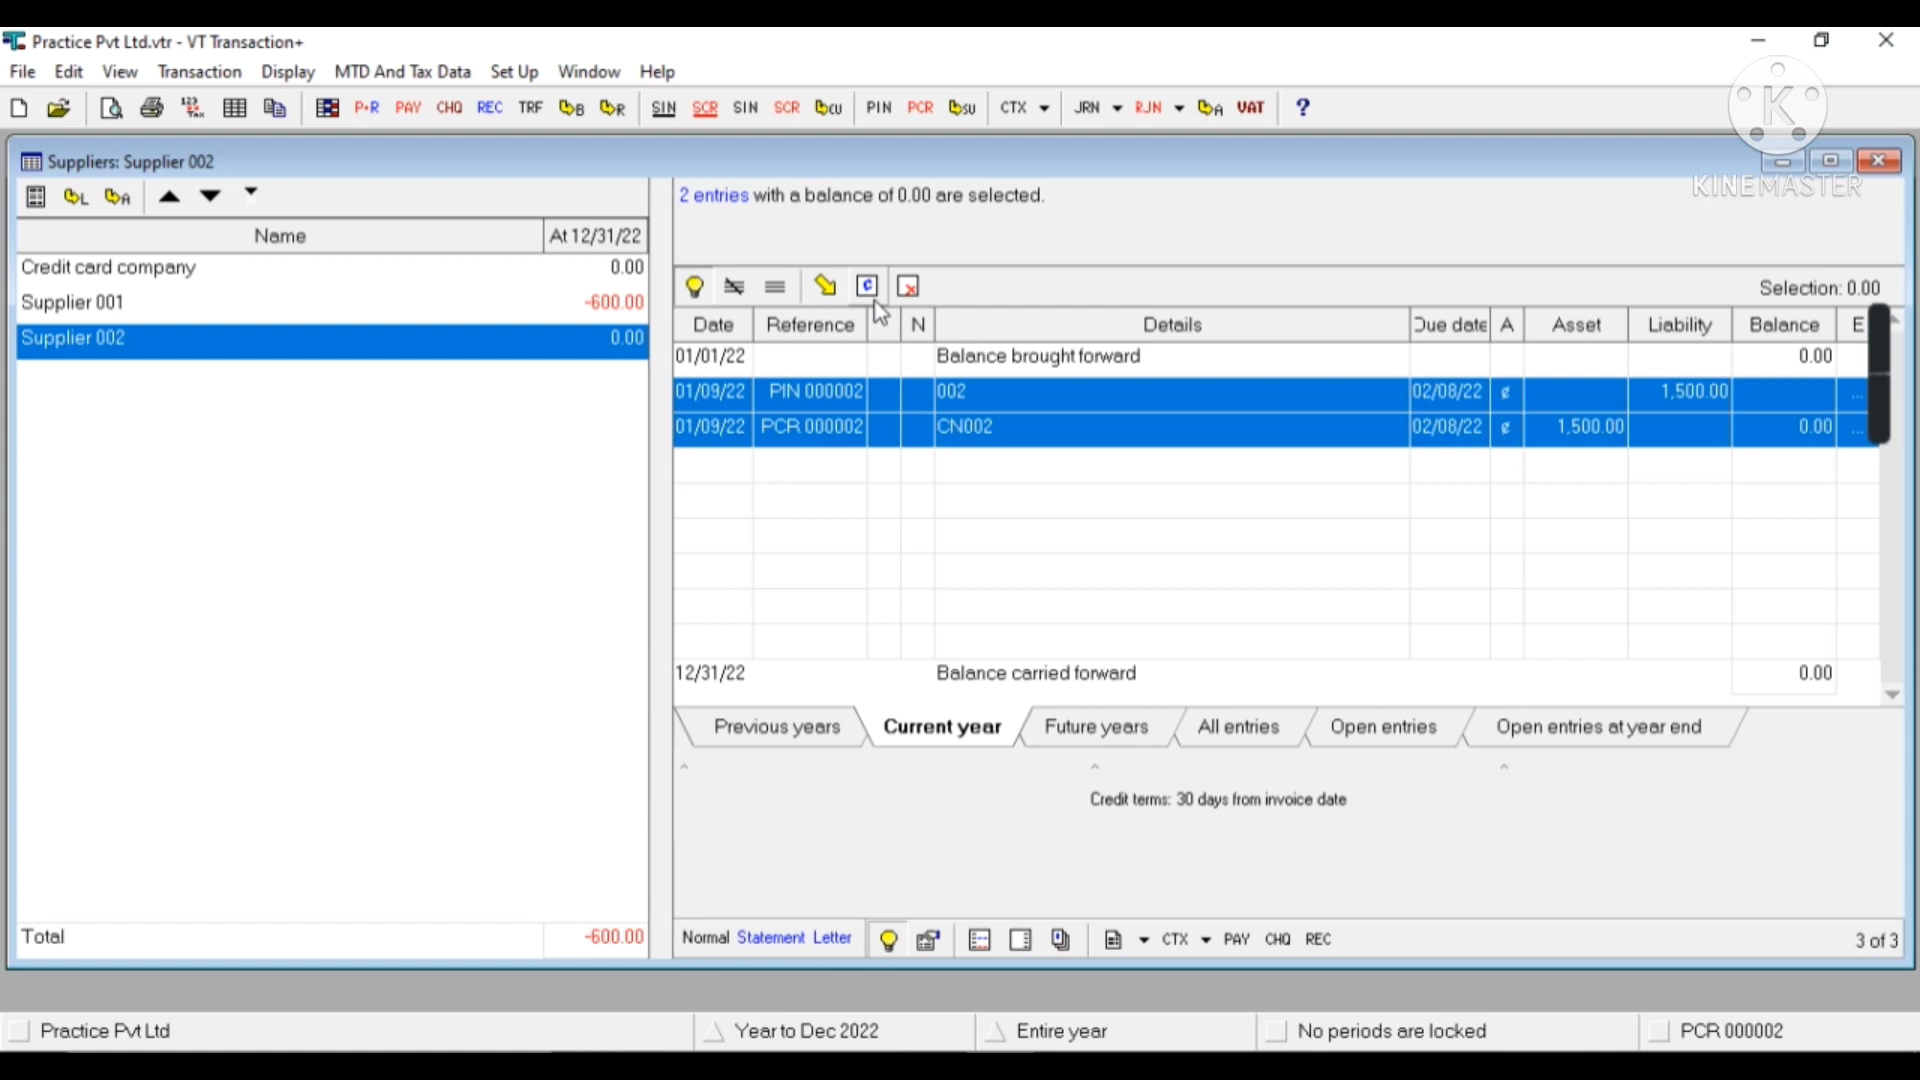 Practice Pvt Ltd.vtr - VT Transaction+
File Edit View Transaction Display MTD And Tax Data Set Up Window Help
P+R PAY CHQ REC TRF B R SIN SCR SIN SCR CU PIN PCR SU CTX JRN RJN A VAT ?
K
KINEMASTER
Suppliers: Supplier 002
L A
Name At 12/31/22
Credit card company 0.00
Supplier 001 -600.00
Supplier 002 0.00
Total -600.00
2 entries with a balance of 0.00 are selected.
Selection: 0.00
Date Reference N Details Due date A Asset Liability Balance E
01/01/22 Balance brought forward 0.00
01/09/22 PIN 000002 002 02/08/22 ¢ 1,500.00 ...
01/09/22 PCR 000002 CN002 02/08/22 ¢ 1,500.00 0.00 ...
12/31/22 Balance carried forward 0.00
Previous years Current year Future years All entries Open entries Open entries at year end
Credit terms: 30 days from invoice date
Normal Statement Letter CTX PAY CHQ REC 3 of 3
Practice Pvt Ltd Year to Dec 2022 Entire year No periods are locked PCR 000002